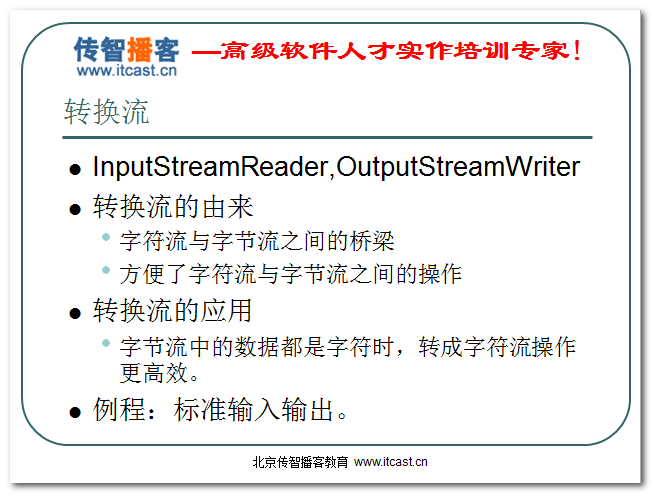 传智播客 —高级软件人才实作培训专家!
www.itcast.cn
转换流
InputStreamReader,OutputStreamWriter
转换流的由来
字符流与字节流之间的桥梁
方便了字符流与字节流之间的操作
转换流的应用
字节流中的数据都是字符时，转成字符流操作
更高效。
例程：标准输入输出。
北京传智播客教育 www.itcast.cn